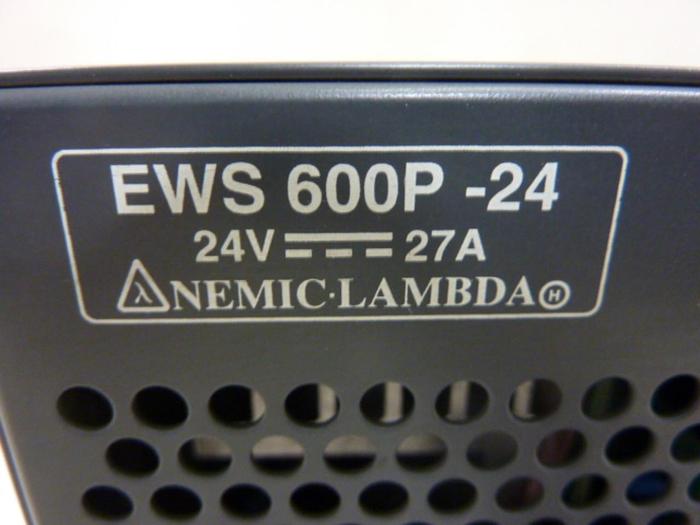 EWS 600P -24
24V ⎓ 27A
λ NEMIC·LAMBDA H